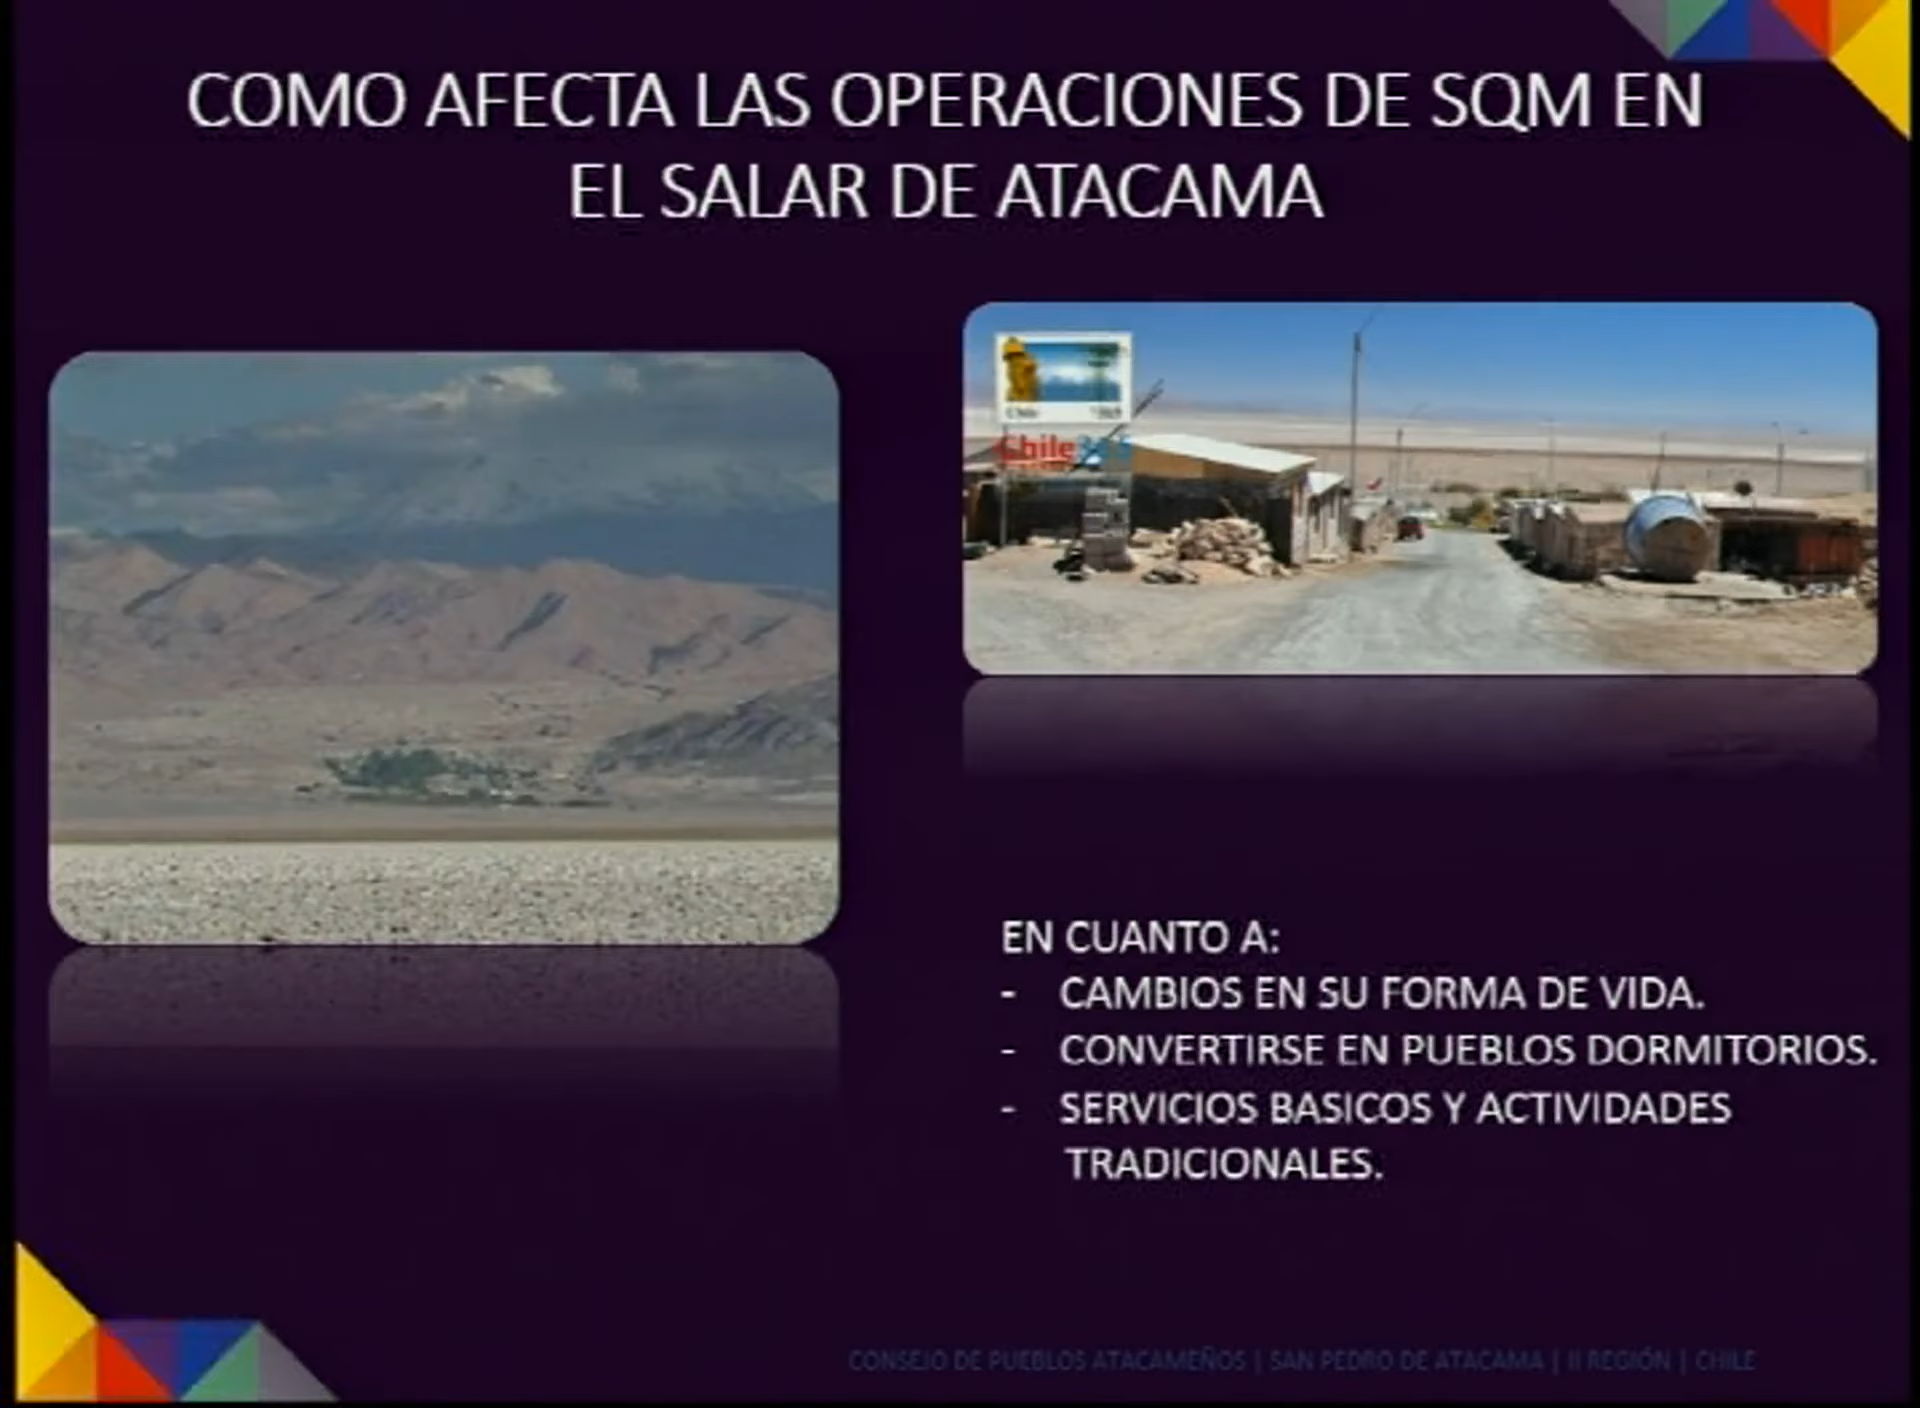 COMO AFECTA LAS OPERACIONES DE SQM EN
EL SALAR DE ATACAMA
Chile
Chile365
EN CUANTO A:
- CAMBIOS EN SU FORMA DE VIDA.
- CONVERTIRSE EN PUEBLOS DORMITORIOS.
- SERVICIOS BASICOS Y ACTIVIDADES
TRADICIONALES.
CONSEJO DE PUEBLOS ATACAMEÑOS | SAN PEDRO DE ATACAMA | II REGIÓN | CHILE